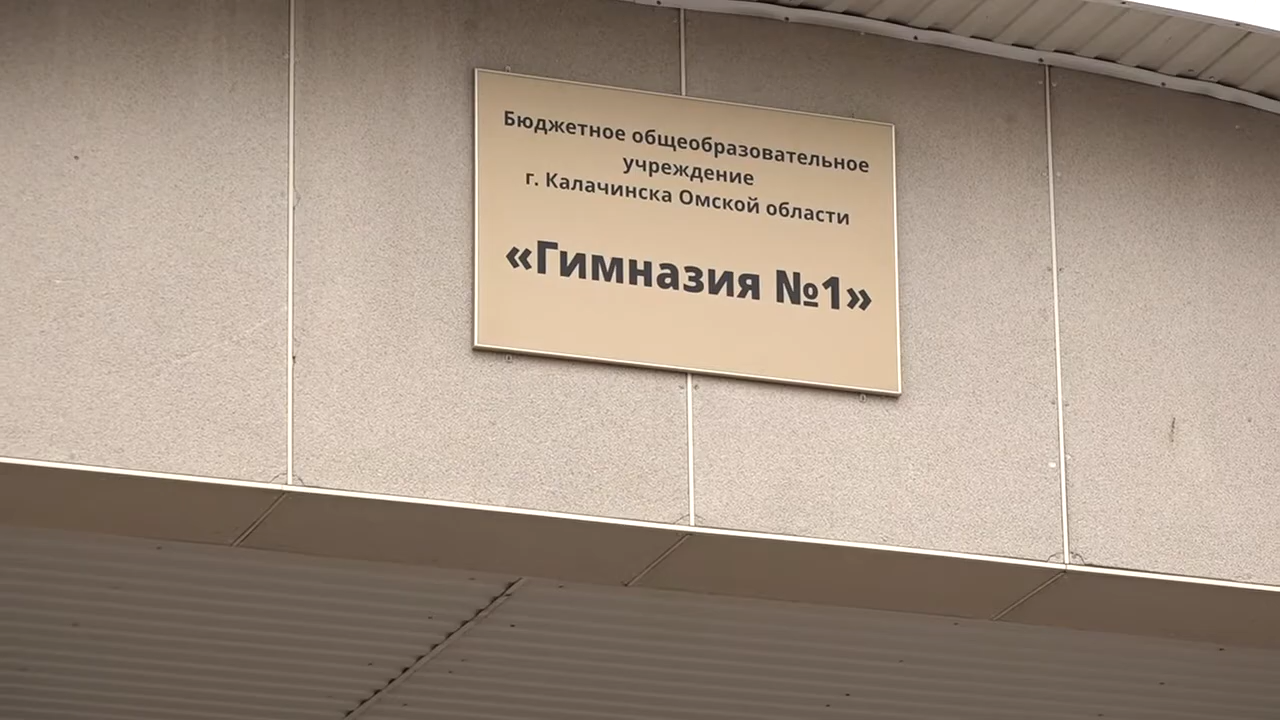 Бюджетное общеобразовательное
учреждение
г. Калачинска Омской области
«Гимназия №1»